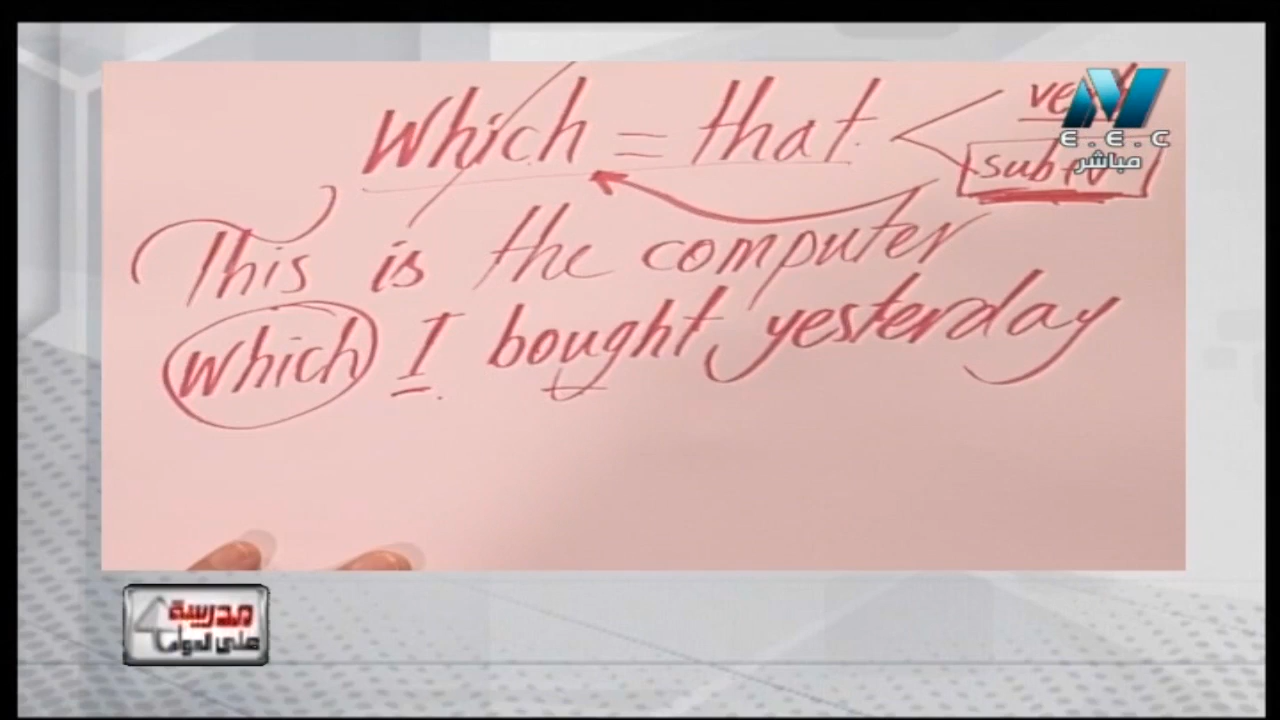 Which = that
sub + v
This is the computer
which I bought yesterday
E.E.C
مباشر
مدرسة
على الهواء